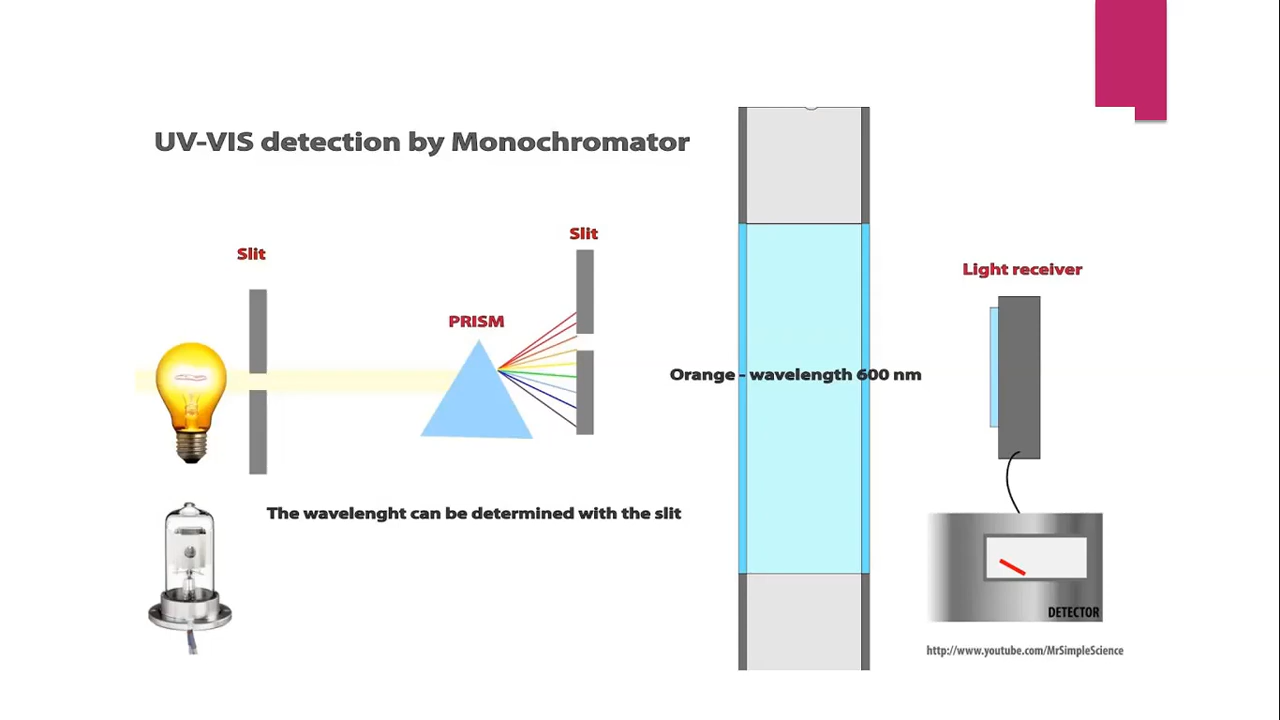 UV-VIS detection by Monochromator
Slit
Slit
Light receiver
PRISM
Orange - wavelength 600 nm
The wavelenght can be determined with the slit
DETECTOR
http://www.youtube.com/MrSimpleScience